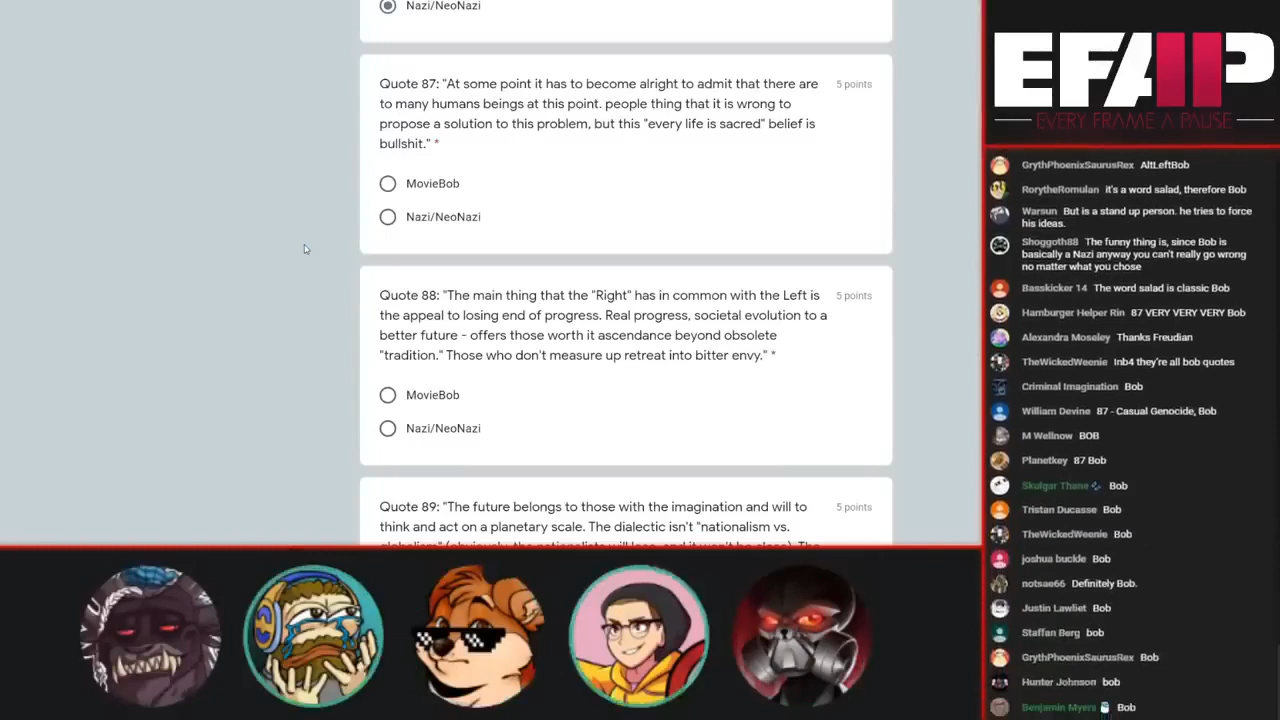 Nazi/NeoNazi
Quote 87: "At some point it has to become alright to admit that there are
to many humans beings at this point. people thing that it is wrong to
propose a solution to this problem, but this "every life is sacred" belief is
bullshit." *
5 points
MovieBob
Nazi/NeoNazi
Quote 88: "The main thing that the "Right" has in common with the Left is
the appeal to losing end of progress. Real progress, societal evolution to a
better future - offers those worth it ascendance beyond obsolete
"tradition." Those who don't measure up retreat into bitter envy." *
5 points
MovieBob
Nazi/NeoNazi
Quote 89: "The future belongs to those with the imagination and will to
think and act on a planetary scale. The dialectic isn't "nationalism vs.
globalism" (obviously, the nationalists will lose, and it won't be close). The
5 points
EFAP
EVERY FRAME A PAUSE
GrythPhoenixSaurusRex AltLeftBob
RorytheRomulan it's a word salad, therefore Bob
Warsun But is a stand up person. he tries to force
his ideas.
Shoggoth88 The funny thing is, since Bob is
basically a Nazi anyway you can't really go wrong
no matter what you chose
Basskicker 14 The word salad is classic Bob
Hamburger Helper Rin 87 VERY VERY VERY Bob
Alexandra Moseley Thanks Freudian
TheWickedWeenie Inb4 they're all bob quotes
Criminal Imagination Bob
William Devine 87 - Casual Genocide, Bob
M Wellnow BOB
Planetkey 87 Bob
Skulgar Thane Bob
Tristan Ducasse Bob
TheWickedWeenie Bob
joshua buckle Bob
notsae66 Definitely Bob.
Justin Lawliet Bob
Staffan Berg bob
GrythPhoenixSaurusRex Bob
Hunter Johnson bob
Benjamin Myers Bob